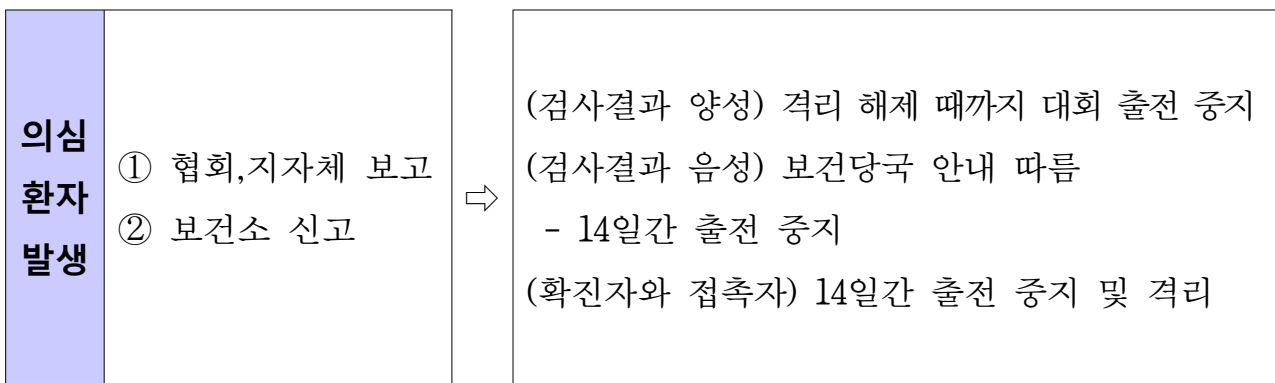 의심
환자
발생
① 협회,지자체 보고
② 보건소 신고
⇨
(검사결과 양성) 격리 해제 때까지 대회 출전 중지
(검사결과 음성) 보건당국 안내 따름
- 14일간 출전 중지
(확진자와 접촉자) 14일간 출전 중지 및 격리